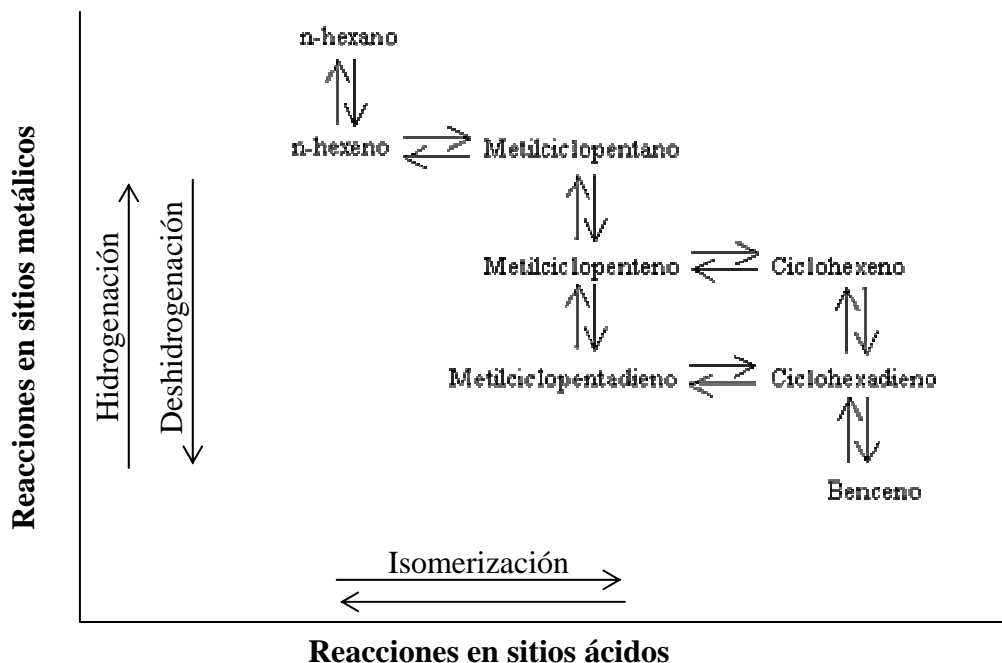 n-hexano
n-hexeno
Metilciclopentano
Metilciclopenteno
Ciclohexeno
Metilciclopentadieno
Ciclohexadieno
Benceno
Reacciones en sitios metálicos
Hidrogenación
Deshidrogenación
Isomerización
Reacciones en sitios ácidos